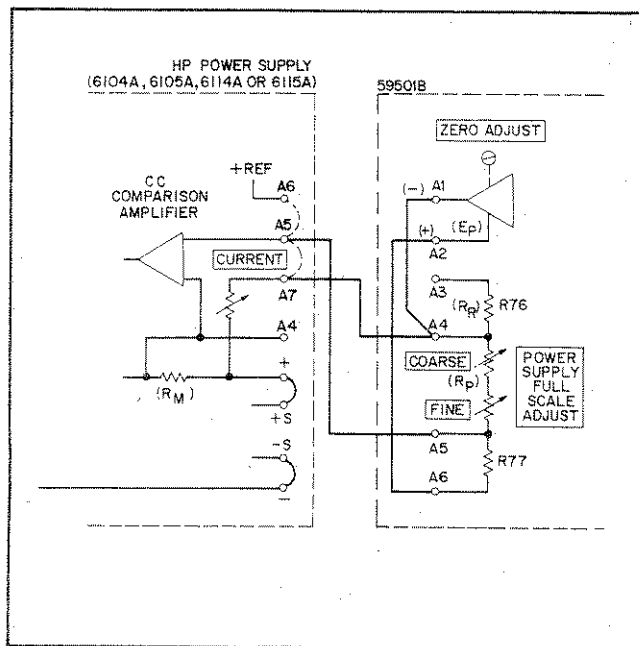 HP POWER SUPPLY
(6104A, 6105A, 6114A OR 6115A)
59501B
ZERO ADJUST
+REF
A6
CC
COMPARISON
AMPLIFIER
A5
CURRENT
A7
A4
(RM)
+
+S
-S
-
(-)
A1
(EP)
(+)
A2
A3
(RR)
R76
A4
COARSE
(RP)
FINE
POWER
SUPPLY
FULL
SCALE
ADJUST
A5
R77
A6